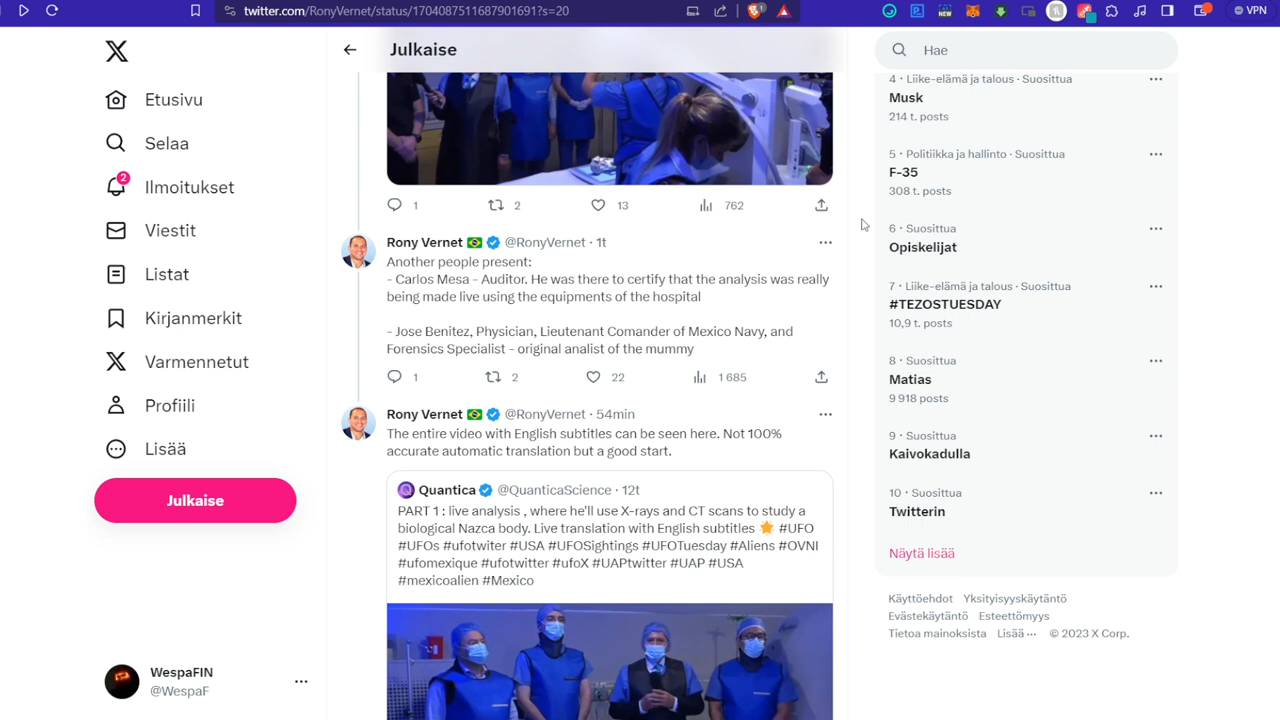 twitter.com/RonyVernet/status/1704087511687901691?s=20
NEW
1
VPN
Julkaise
Hae
Etusivu
Selaa
2
Ilmoitukset
Viestit
Listat
Kirjanmerkit
Varmennetut
Profiili
Lisää
Julkaise
WespaFIN
@WespaF
1 2 13 762
Rony Vernet @RonyVernet · 1t
Another people present:
- Carlos Mesa - Auditor. He was there to certify that the analysis was really
being made live using the equipments of the hospital
- Jose Benitez, Physician, Lieutenant Comander of Mexico Navy, and
Forensics Specialist - original analist of the mummy
1 2 22 1 685
Rony Vernet @RonyVernet · 54min
The entire video with English subtitles can be seen here. Not 100%
accurate automatic translation but a good start.
Quantica @QuanticaScience · 12t
PART 1 : live analysis , where he'll use X-rays and CT scans to study a
biological Nazca body. Live translation with English subtitles 🌟 #UFO
#UFOs #ufotwiter #USA #UFOSightings #UFOTuesday #Aliens #OVNI
#ufomexique #ufotwitter #ufoX #UAPtwitter #UAP #USA
#mexicoalien #Mexico
4 · Liike-elämä ja talous · Suosittua
Musk
214 t. posts
5 · Politiikka ja hallinto · Suosittua
F-35
308 t. posts
6 · Suosittua
Opiskelijat
7 · Liike-elämä ja talous · Suosittua
#TEZOSTUESDAY
10,9 t. posts
8 · Suosittua
Matias
9 918 posts
9 · Suosittua
Kaivokadulla
10 · Suosittua
Twitterin
Näytä lisää
Käyttöehdot Yksityisyyskäytäntö
Evästekäytäntö Esteettömyys
Tietoa mainoksista Lisää ··· © 2023 X Corp.